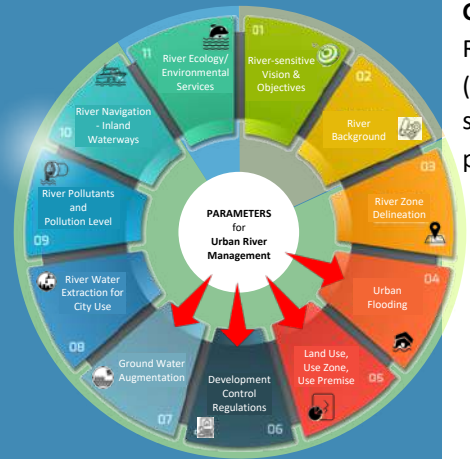 PARAMETERS
for
Urban River
Management
01
River-sensitive
Vision &
Objectives
02
River
Background
03
River Zone
Delineation
04
Urban
Flooding
Land Use,
Use Zone,
Use Premise
05
Development
Control
Regulations
06
Ground Water
Augmentation
07
River Water
Extraction for
City Use
08
River Pollutants
and
Pollution Level
09
River Navigation
- Inland
Waterways
10
11
River Ecology/
Environmental
Services